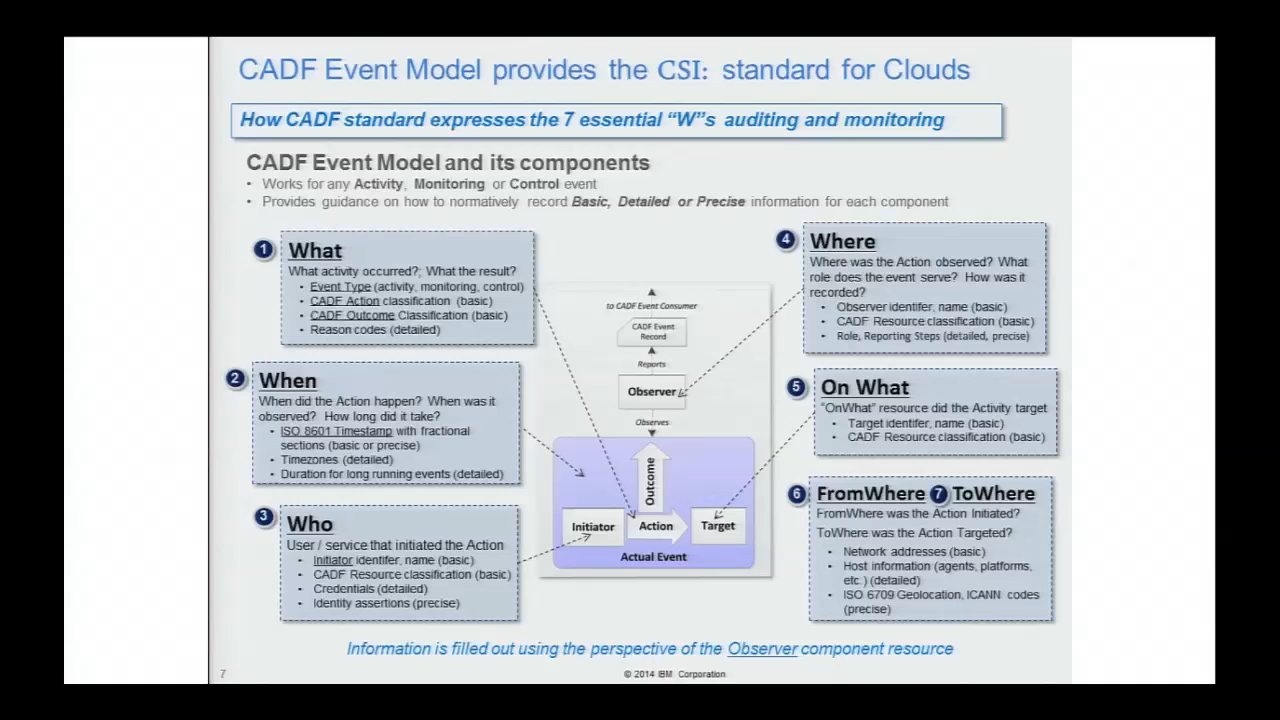 CADF Event Model provides the CSI: standard for Clouds
How CADF standard expresses the 7 essential “W”s auditing and monitoring
CADF Event Model and its components
• Works for any Activity, Monitoring or Control event
• Provides guidance on how to normatively record Basic, Detailed or Precise information for each component
1 What
What activity occurred?; What the result?
• Event Type (activity, monitoring, control)
• CADF Action classification (basic)
• CADF Outcome Classification (basic)
• Reason codes (detailed)
2 When
When did the Action happen? When was it
observed? How long did it take?
• ISO 8601 Timestamp with fractional
sections (basic or precise)
• Timezones (detailed)
• Duration for long running events (detailed)
3 Who
User / service that initiated the Action
• Initiator identifer, name (basic)
• CADF Resource classification (basic)
• Credentials (detailed)
• Identity assertions (precise)
to CADF Event Consumer
CADF Event
Record
Reports
Observer
Observes
Outcome
Initiator
Action
Target
Actual Event
4 Where
Where was the Action observed? What
role does the event serve? How was it
recorded?
• Observer identifer, name (basic)
• CADF Resource classification (basic)
• Role, Reporting Steps (detailed, precise)
5 On What
“OnWhat” resource did the Activity target
• Target identifer, name (basic)
• CADF Resource classification (basic)
6 FromWhere 7 ToWhere
FromWhere was the Action Initiated?
ToWhere was the Action Targeted?
• Network addresses (basic)
• Host information (agents, platforms,
etc.) (detailed)
• ISO 6709 Geolocation, ICANN codes
(precise)
Information is filled out using the perspective of the Observer component resource
7
© 2014 IBM Corporation